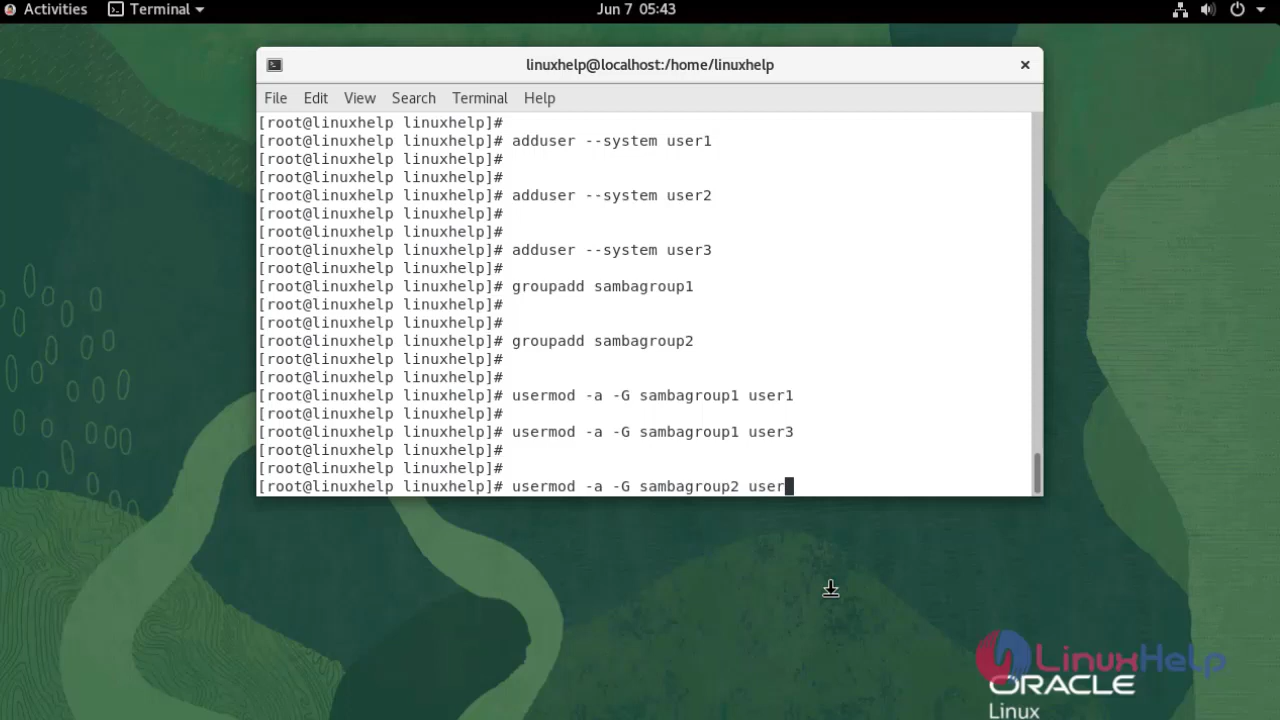 Activities Terminal Jun 7 05:43
linuxhelp@localhost:/home/linuxhelp
File Edit View Search Terminal Help
[root@linuxhelp linuxhelp]#
[root@linuxhelp linuxhelp]# adduser --system user1
[root@linuxhelp linuxhelp]#
[root@linuxhelp linuxhelp]#
[root@linuxhelp linuxhelp]# adduser --system user2
[root@linuxhelp linuxhelp]#
[root@linuxhelp linuxhelp]#
[root@linuxhelp linuxhelp]# adduser --system user3
[root@linuxhelp linuxhelp]#
[root@linuxhelp linuxhelp]# groupadd sambagroup1
[root@linuxhelp linuxhelp]#
[root@linuxhelp linuxhelp]#
[root@linuxhelp linuxhelp]# groupadd sambagroup2
[root@linuxhelp linuxhelp]#
[root@linuxhelp linuxhelp]#
[root@linuxhelp linuxhelp]# usermod -a -G sambagroup1 user1
[root@linuxhelp linuxhelp]#
[root@linuxhelp linuxhelp]# usermod -a -G sambagroup1 user3
[root@linuxhelp linuxhelp]#
[root@linuxhelp linuxhelp]#
[root@linuxhelp linuxhelp]# usermod -a -G sambagroup2 user
LinuxHelp
ORACLE
Linux